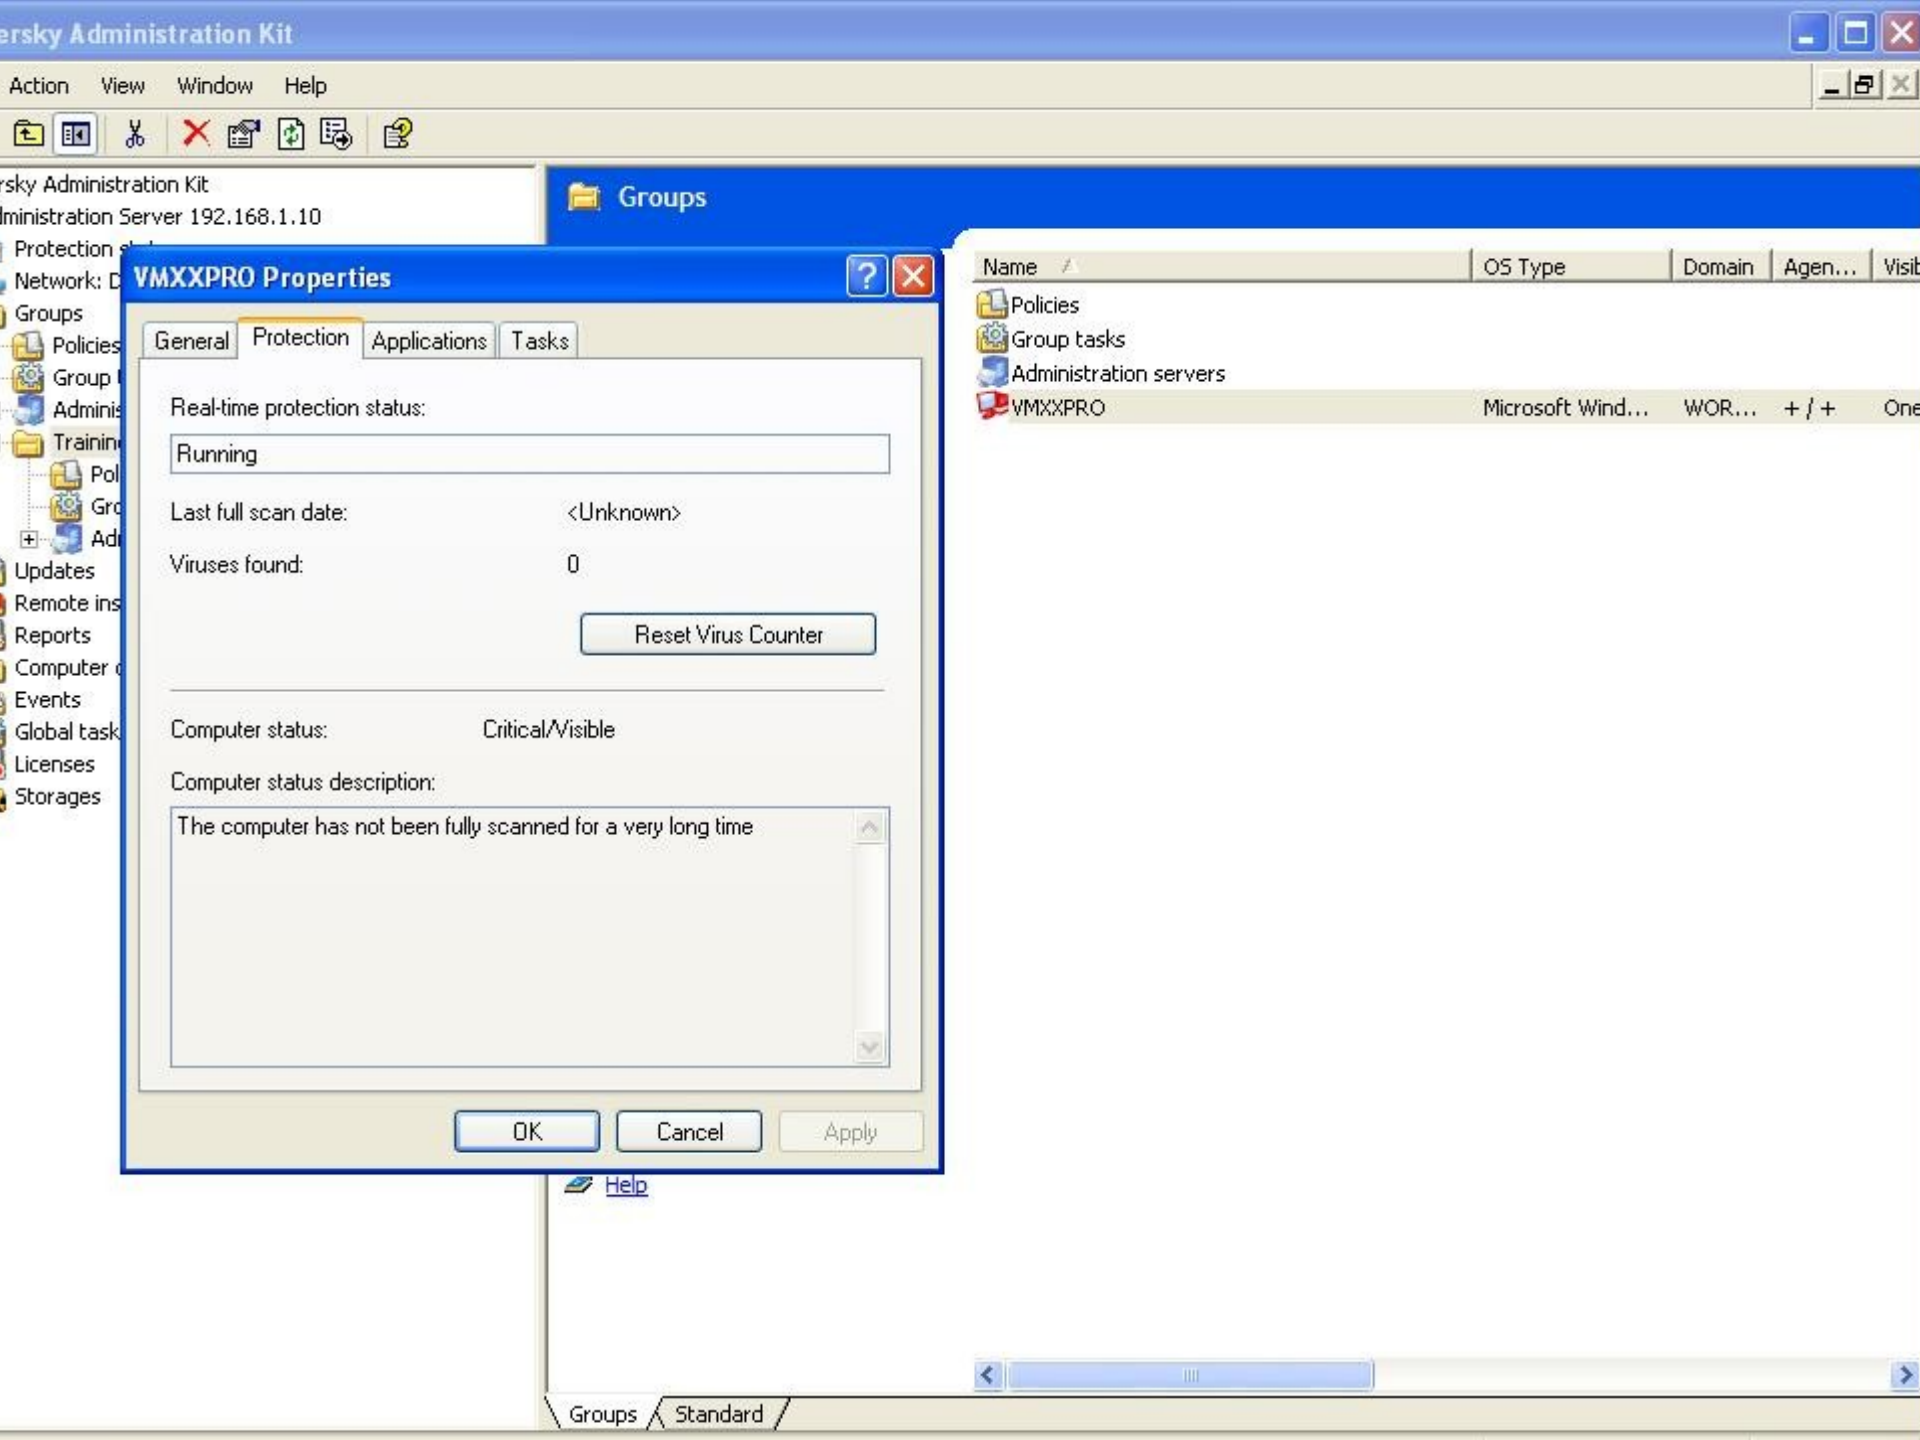 ersky Administration Kit
Action View Window Help
rsky Administration Kit
ministration Server 192.168.1.10
Protection
Network: D
Groups
Policies
Group
Adminis
Trainin
Pol
Gro
Adi
Updates
Remote ins
Reports
Computer
Events
Global task
Licenses
Storages
VMXXPRO Properties
General Protection Applications Tasks
Real-time protection status:
Running
Last full scan date: <Unknown>
Viruses found: 0
Reset Virus Counter
Computer status: Critical/Visible
Computer status description:
The computer has not been fully scanned for a very long time
OK Cancel Apply
Groups
Name OS Type Domain Agen... Visib
Policies
Group tasks
Administration servers
VMXXPRO Microsoft Wind... WOR... + / + One
Help
Groups Standard